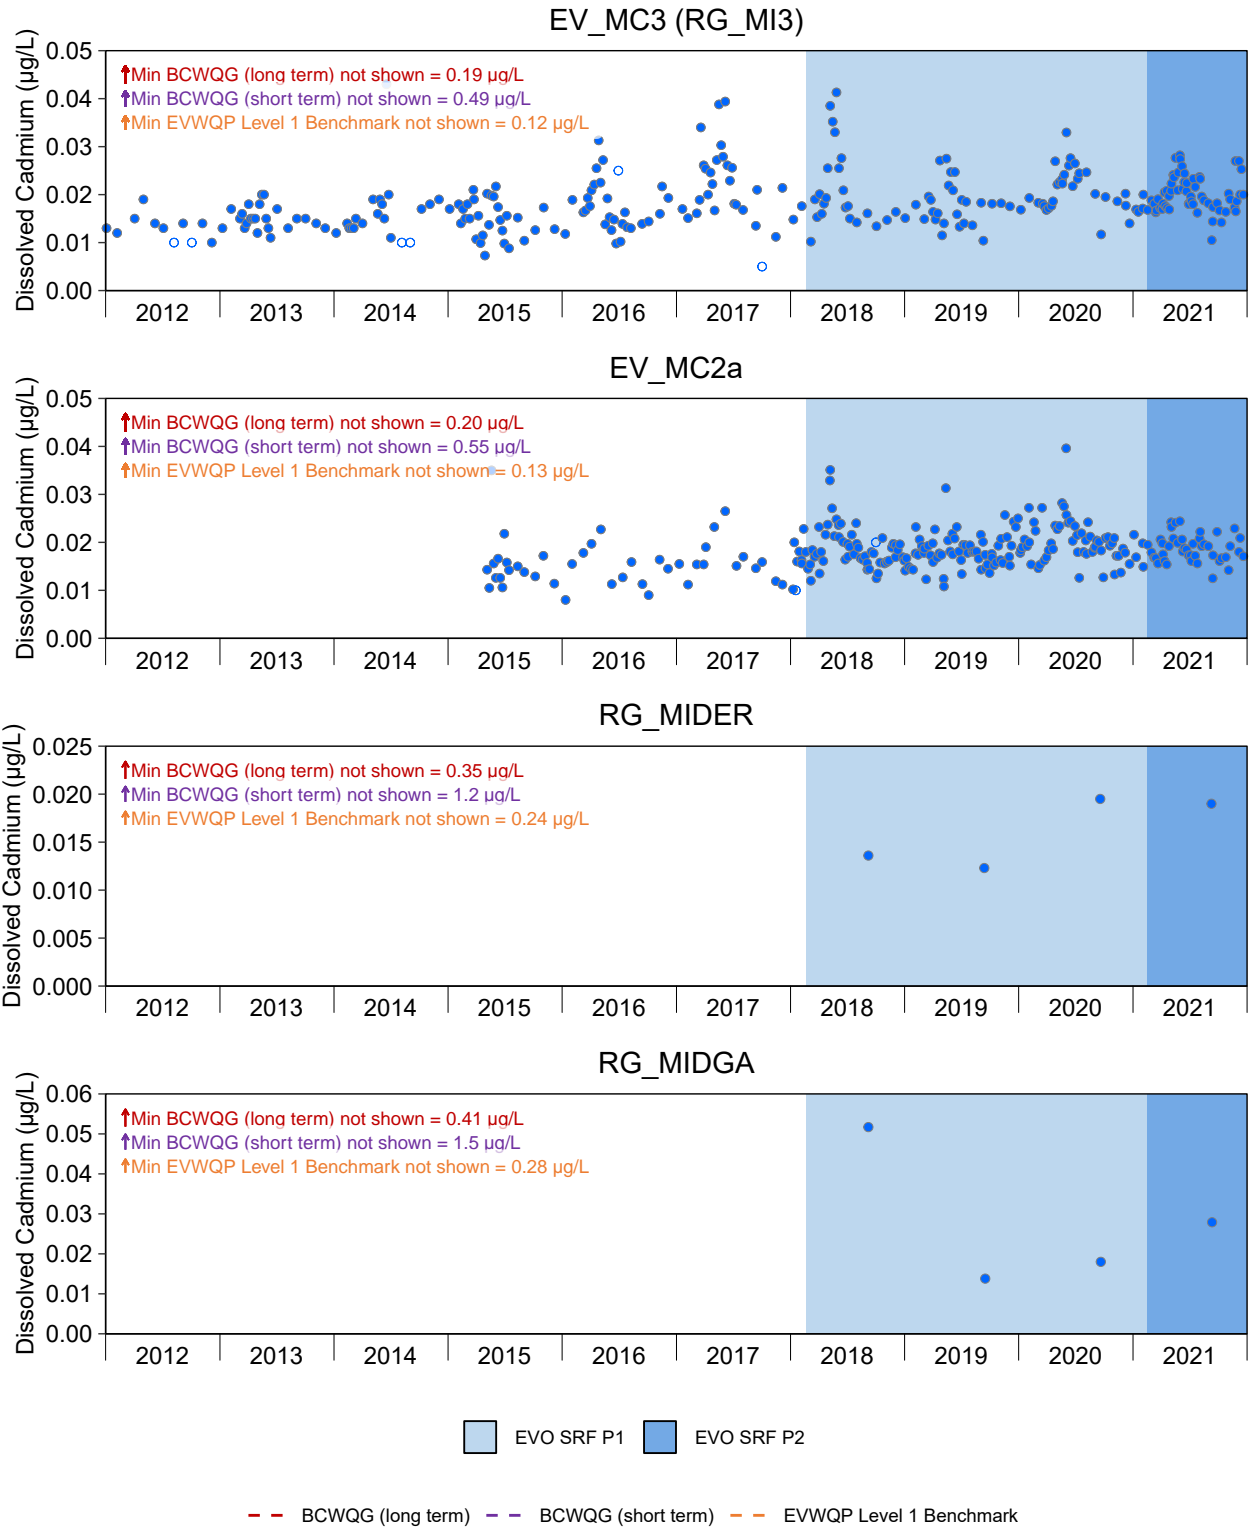 EV_MC3 (RG_MI3)
Dissolved Cadmium (µg/L)
0.05
0.04
0.03
0.02
0.01
0.00
Min BCWQG (long term) not shown = 0.19 µg/L
Min BCWQG (short term) not shown = 0.49 µg/L
Min EVWQP Level 1 Benchmark not shown = 0.12 µg/L
2012 2013 2014 2015 2016 2017 2018 2019 2020 2021
EV_MC2a
Dissolved Cadmium (µg/L)
0.05
0.04
0.03
0.02
0.01
0.00
Min BCWQG (long term) not shown = 0.20 µg/L
Min BCWQG (short term) not shown = 0.55 µg/L
Min EVWQP Level 1 Benchmark not shown = 0.13 µg/L
2012 2013 2014 2015 2016 2017 2018 2019 2020 2021
RG_MIDER
Dissolved Cadmium (µg/L)
0.025
0.020
0.015
0.010
0.005
0.000
Min BCWQG (long term) not shown = 0.35 µg/L
Min BCWQG (short term) not shown = 1.2 µg/L
Min EVWQP Level 1 Benchmark not shown = 0.24 µg/L
2012 2013 2014 2015 2016 2017 2018 2019 2020 2021
RG_MIDGA
Dissolved Cadmium (µg/L)
0.06
0.05
0.04
0.03
0.02
0.01
0.00
Min BCWQG (long term) not shown = 0.41 µg/L
Min BCWQG (short term) not shown = 1.5 µg/L
Min EVWQP Level 1 Benchmark not shown = 0.28 µg/L
2012 2013 2014 2015 2016 2017 2018 2019 2020 2021
EVO SRF P1 EVO SRF P2
BCWQG (long term) BCWQG (short term) EVWQP Level 1 Benchmark